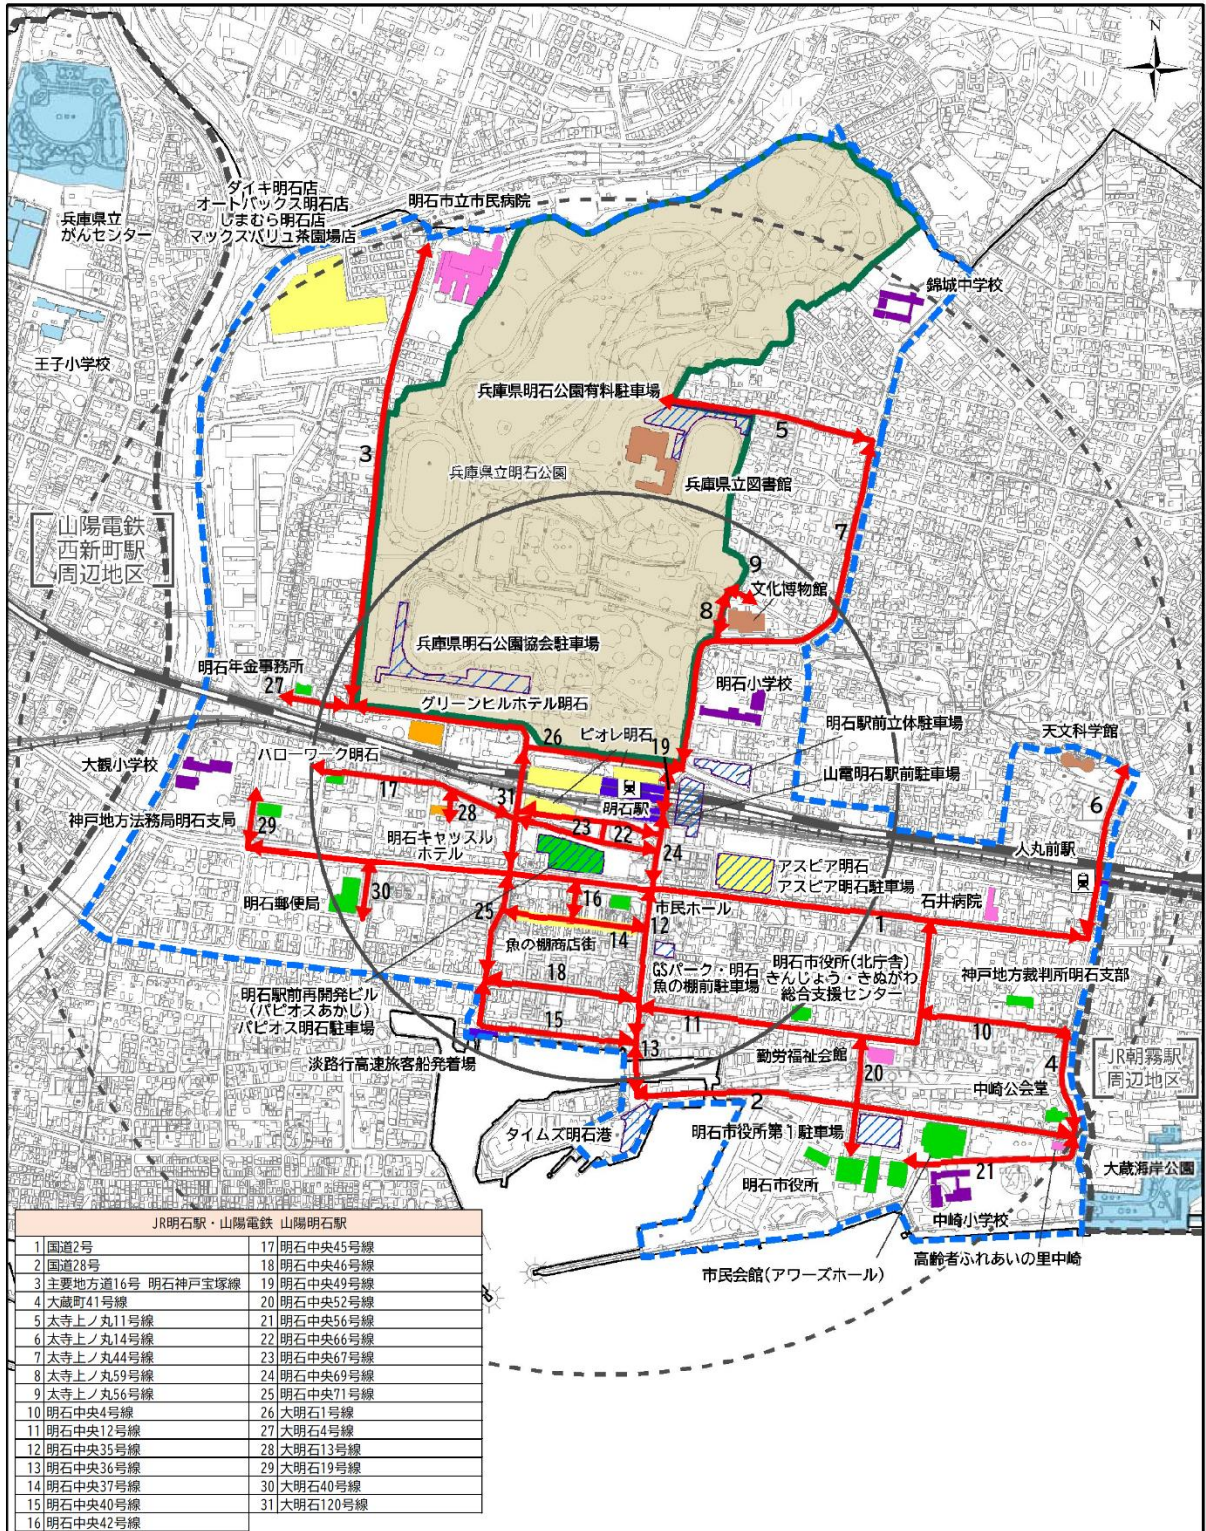 N
ダイキ明石店
オートバックス明石店
しまむら明石店
マックスバリュ茶園場店
明石市立市民病院
兵庫県立
がんセンター
錦城中学校
王子小学校
兵庫県明石公園有料駐車場
5
3
兵庫県立明石公園
兵庫県立図書館
山陽電鉄
西新町駅
周辺地区
7
9
文化博物館
8
兵庫県明石公園協会駐車場
明石年金事務所
27
明石小学校
グリーンヒルホテル明石
明石駅前立体駐車場
26
ピオレ明石
19
天文科学館
大観小学校
ハローワーク明石
山電明石駅前駐車場
17
31
明石駅
6
神戸地方法務局明石支局
29
28
明石キャッスル
ホテル
23
22
24
人丸前駅
アスピア明石
アスピア明石駐車場
明石郵便局
30
25
16
市民ホール
石井病院
1
12
14
魚の棚商店街
明石駅前再開発ビル
(パピオスあかし)
パピオス明石駐車場
18
GSパーク・明石
魚の棚前駐車場
明石市役所(北庁舎)
きんじょう・きぬがわ
総合支援センター
神戸地方裁判所明石支部
15
11
10
淡路行高速旅客船発着場
13
勤労福祉会館
20
4
JR朝霧駅
周辺地区
中崎公会堂
2
タイムズ明石港
明石市役所第1駐車場
大蔵海岸公園
明石市役所
21
中崎小学校
高齢者ふれあいの里中崎
市民会館(アワーズホール)
JR明石駅・山陽電鉄 山陽明石駅
1 国道2号 17 明石中央45号線
2 国道28号 18 明石中央46号線
3 主要地方道16号 明石神戸宝塚線 19 明石中央49号線
4 大蔵町41号線 20 明石中央52号線
5 太寺上ノ丸11号線 21 明石中央56号線
6 太寺上ノ丸14号線 22 明石中央66号線
7 太寺上ノ丸44号線 23 明石中央67号線
8 太寺上ノ丸59号線 24 明石中央69号線
9 太寺上ノ丸56号線 25 明石中央71号線
10 明石中央4号線 26 大明石1号線
11 明石中央12号線 27 大明石4号線
12 明石中央35号線 28 大明石13号線
13 明石中央36号線 29 大明石19号線
14 明石中央37号線 30 大明石40号線
15 明石中央40号線 31 大明石120号線
16 明石中央42号線